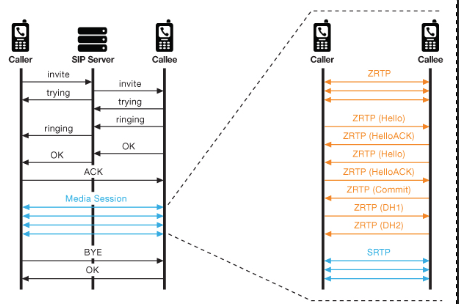 Caller SIP Server Callee
invite
invite
trying
trying
ringing
ringing
OK
OK
ACK
Media Session
BYE
OK
Caller Callee
ZRTP
ZRTP (Hello)
ZRTP (HelloACK)
ZRTP (Hello)
ZRTP (HelloACK)
ZRTP (Commit)
ZRTP (DH1)
ZRTP (DH2)
SRTP